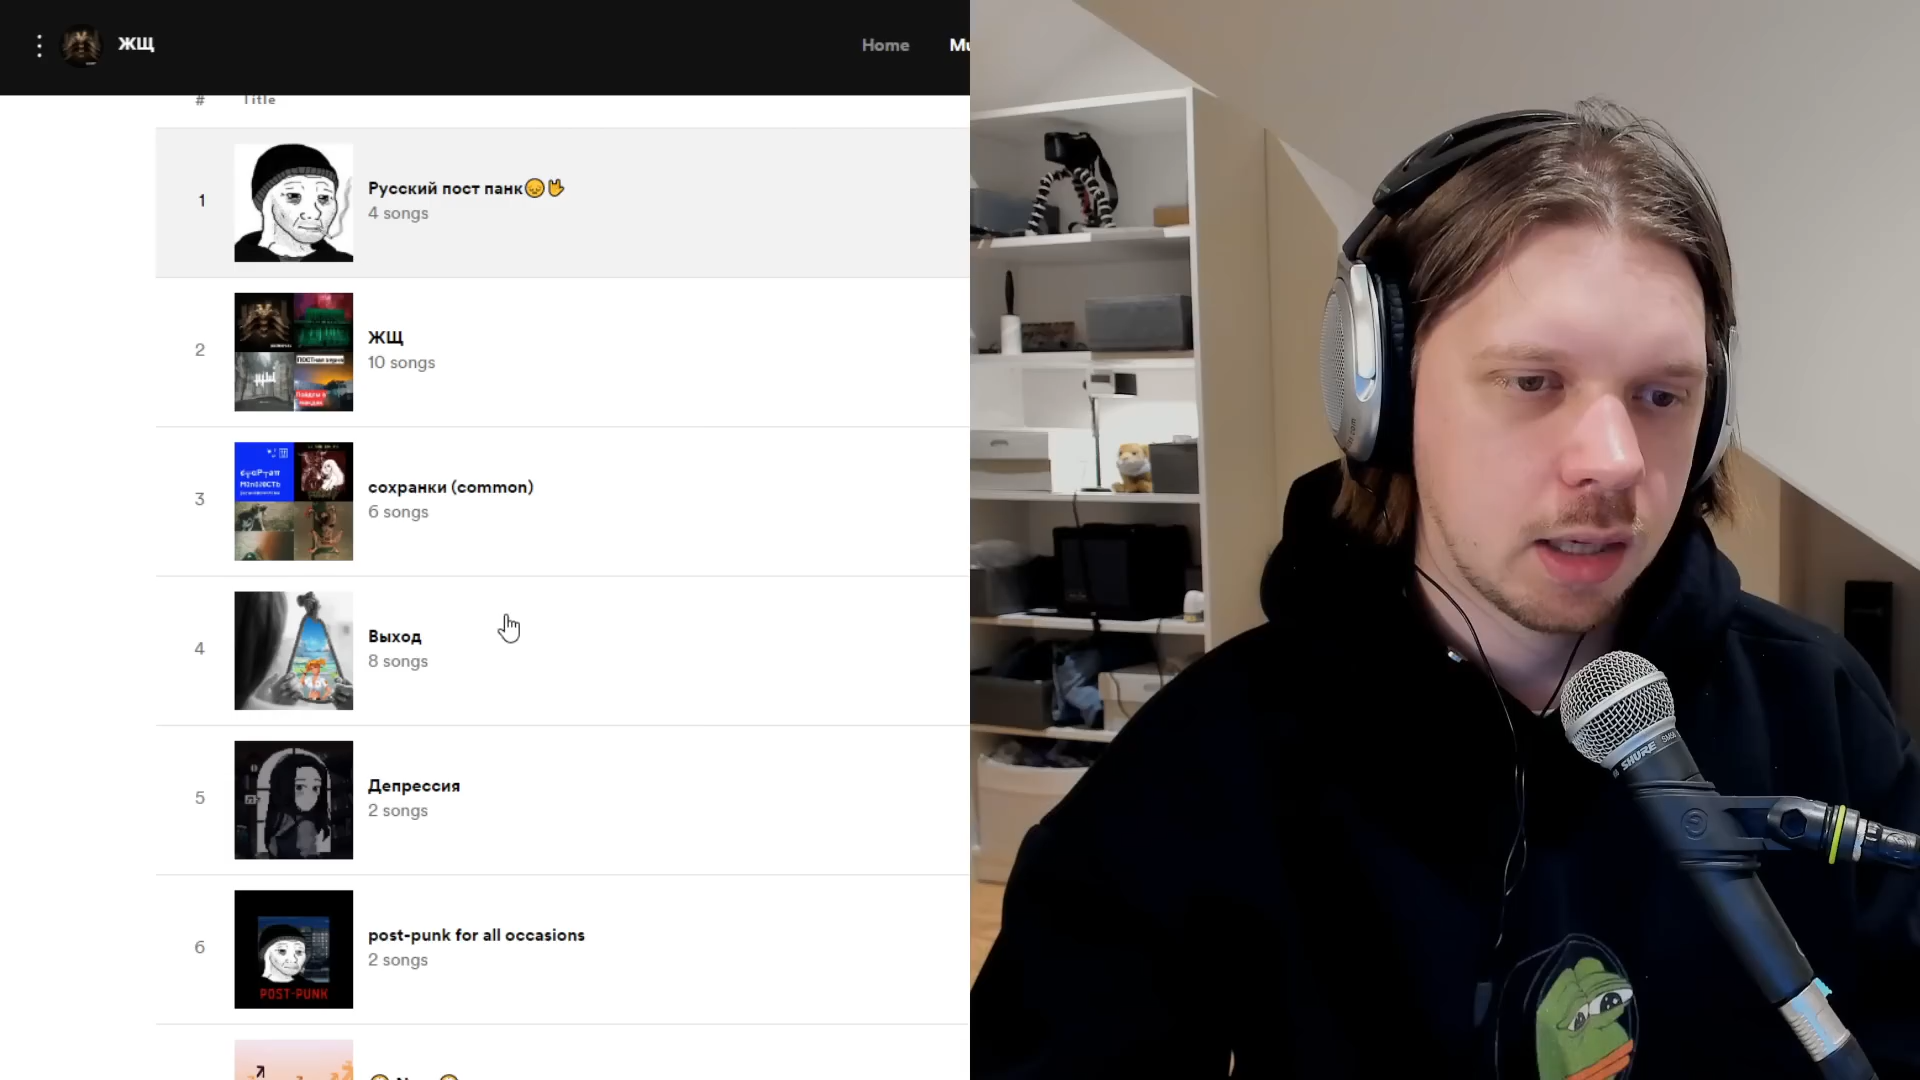 ЖЩ
Home
Mu
# Title
1
Русский пост панк😞🤟
4 songs
2
ЖЩ
10 songs
3
сохранки (common)
6 songs
4
Выход
8 songs
5
Депрессия
2 songs
6
post-punk for all occasions
2 songs
POST-PUNK
SHURE